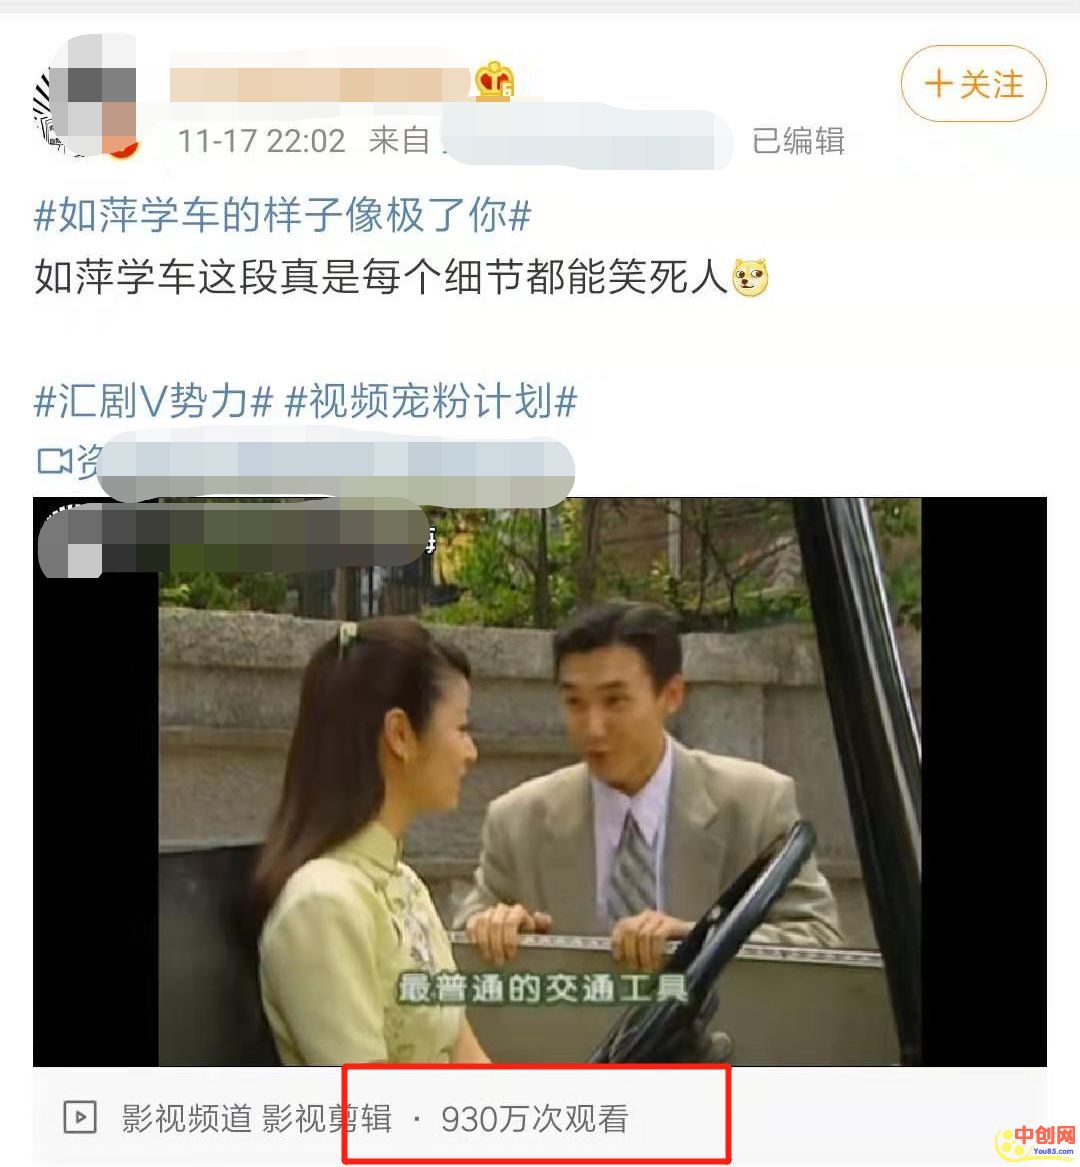 +关注
11-17 22:02 来自 已编辑
#如萍学车的样子像极了你#
如萍学车这段真是每个细节都能笑死人
#汇剧V势力# #视频宠粉计划#
资
最普通的交通工具
影视频道 影视剪辑 · 930万次观看
中创网
You85.com